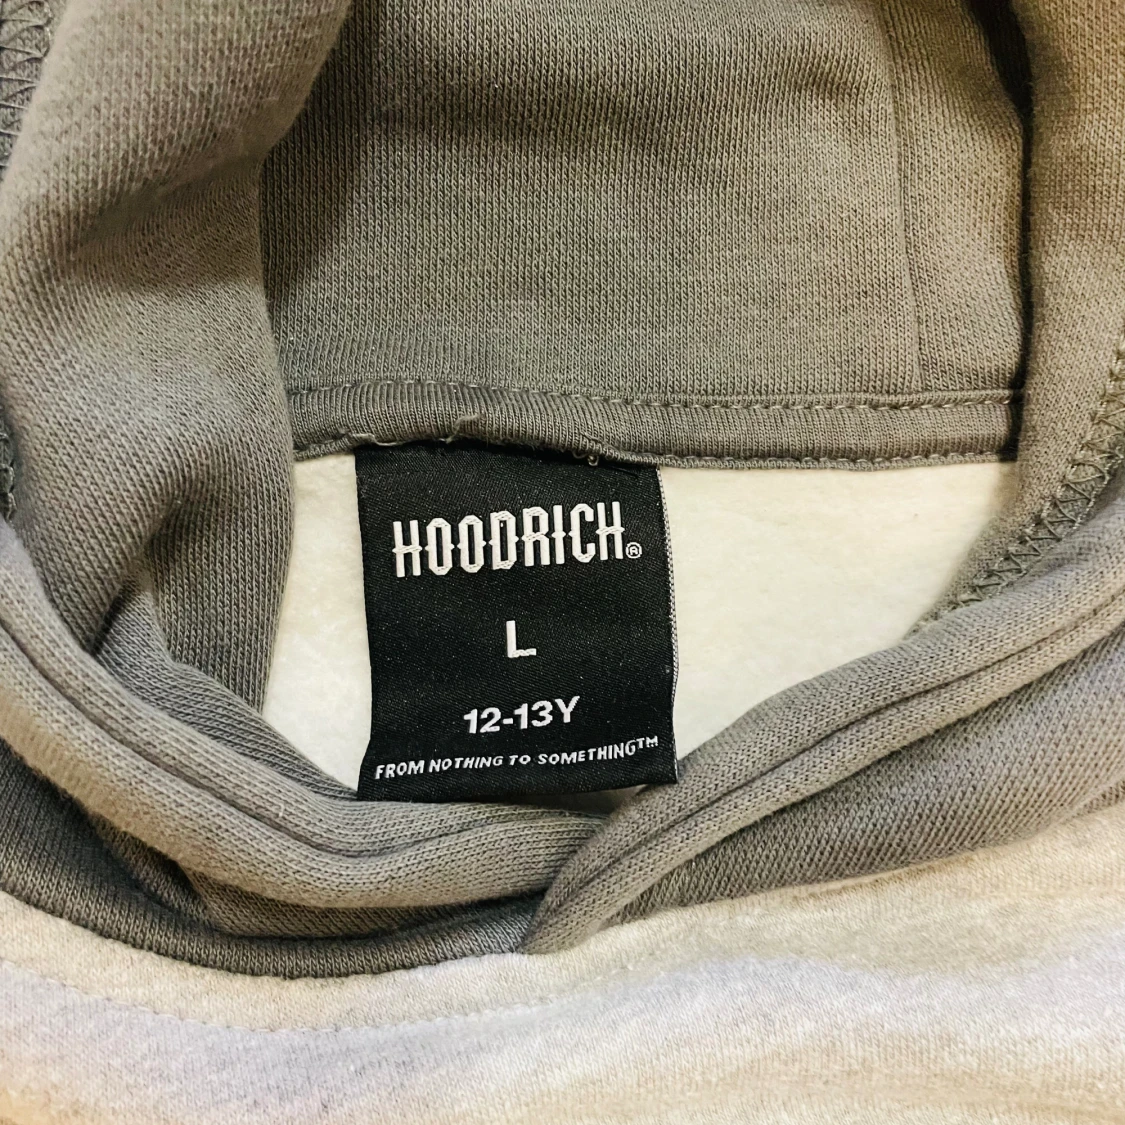 HOODRICH®
L
12-13Y
FROM NOTHING TO SOMETHING™